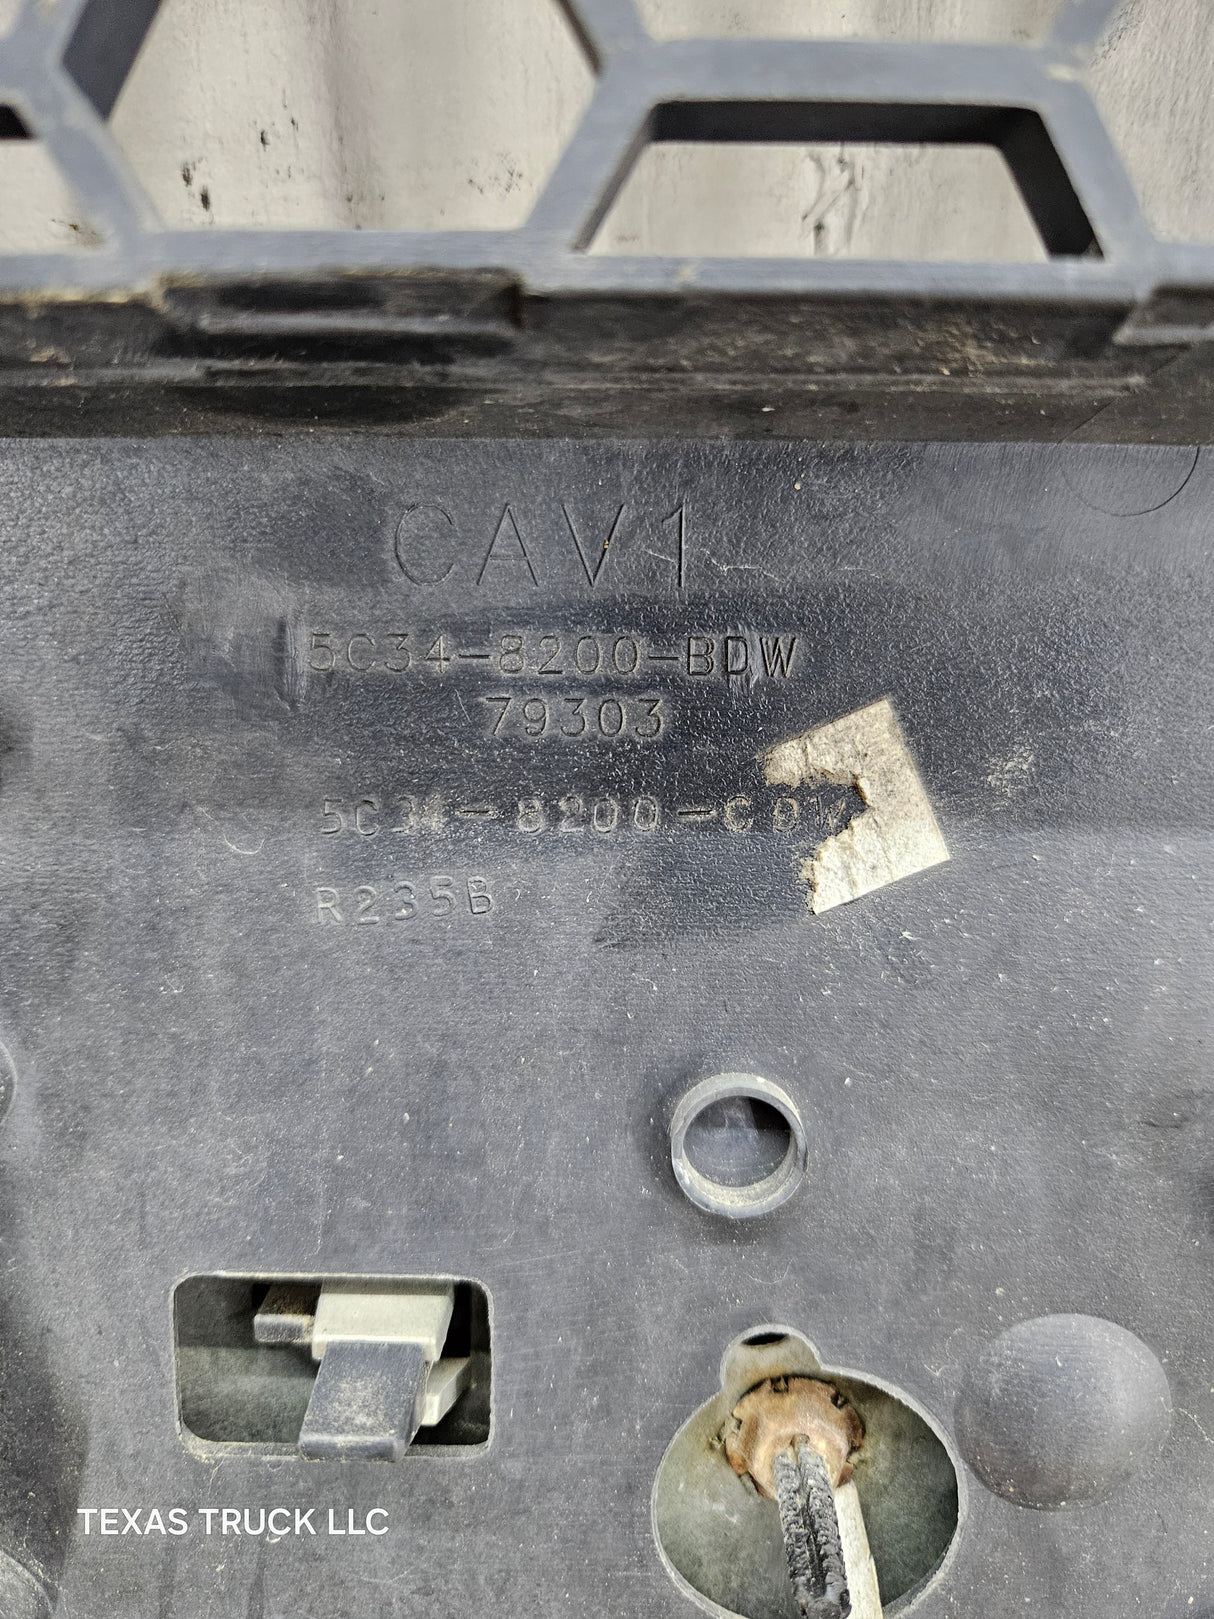 CAV1
5C34-8200-BDW
79303
5C34-8200-CDW
R235B
TEXAS TRUCK LLC